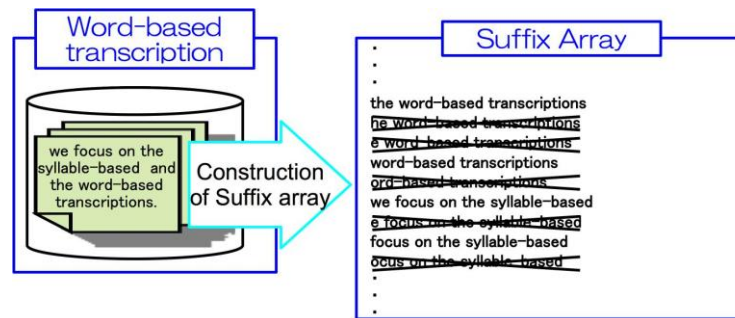 Word-based
transcription
we focus on the
syllable-based and
the word-based
transcriptions.
Construction
of Suffix array
Suffix Array
the word-based transcriptions
he word-based transcriptions
e word-based transcriptions
word-based transcriptions
ord-based transcriptions
we focus on the syllable-based
e focus on the syllable-based
focus on the syllable-based
ocus on the syllable-based